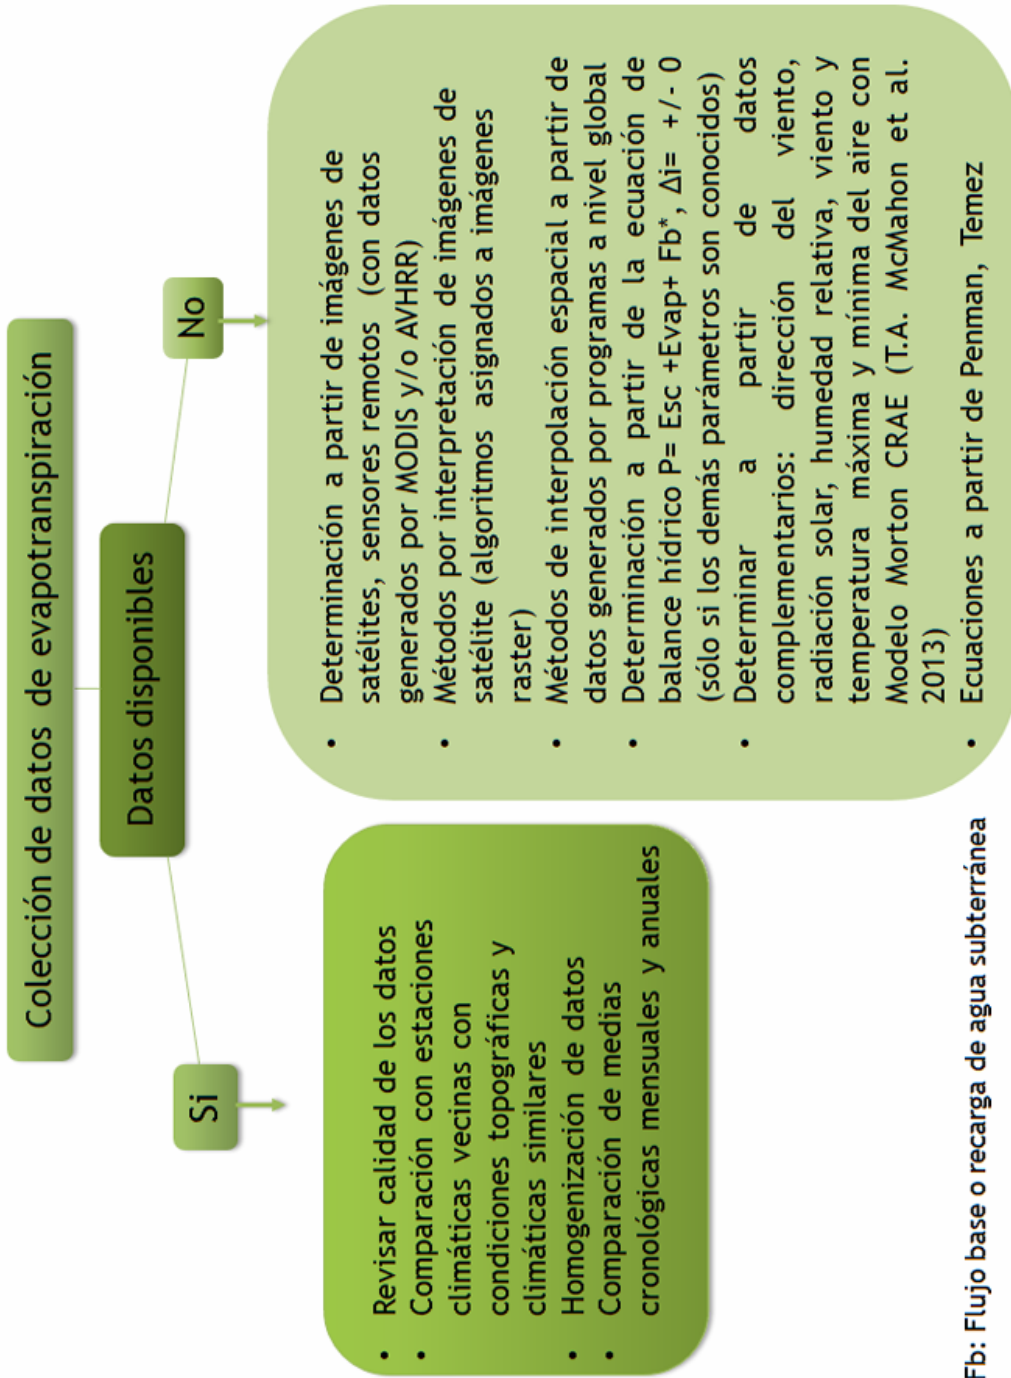 Colección de datos de evapotranspiración
Datos disponibles
Si
No
• Revisar calidad de los datos
• Comparación con estaciones
climáticas vecinas con
condiciones topográficas y
climáticas similares
• Homogenización de datos
• Comparación de medias
cronológicas mensuales y anuales
• Determinación a partir de imágenes de
satélites, sensores remotos (con datos
generados por MODIS y/o AVHRR)
• Métodos por interpretación de imágenes de
satélite (algoritmos asignados a imágenes
raster)
• Métodos de interpolación espacial a partir de
datos generados por programas a nivel global
• Determinación a partir de la ecuación de
balance hídrico P= Esc +Evap+ Fb*, Δi= +/- 0
(sólo si los demás parámetros son conocidos)
• Determinar a partir de datos
complementarios: dirección del viento,
radiación solar, humedad relativa, viento y
temperatura máxima y mínima del aire con
Modelo Morton CRAE (T.A. McMahon et al.
2013)
• Ecuaciones a partir de Penman, Temez
Fb: Flujo base o recarga de agua subterránea